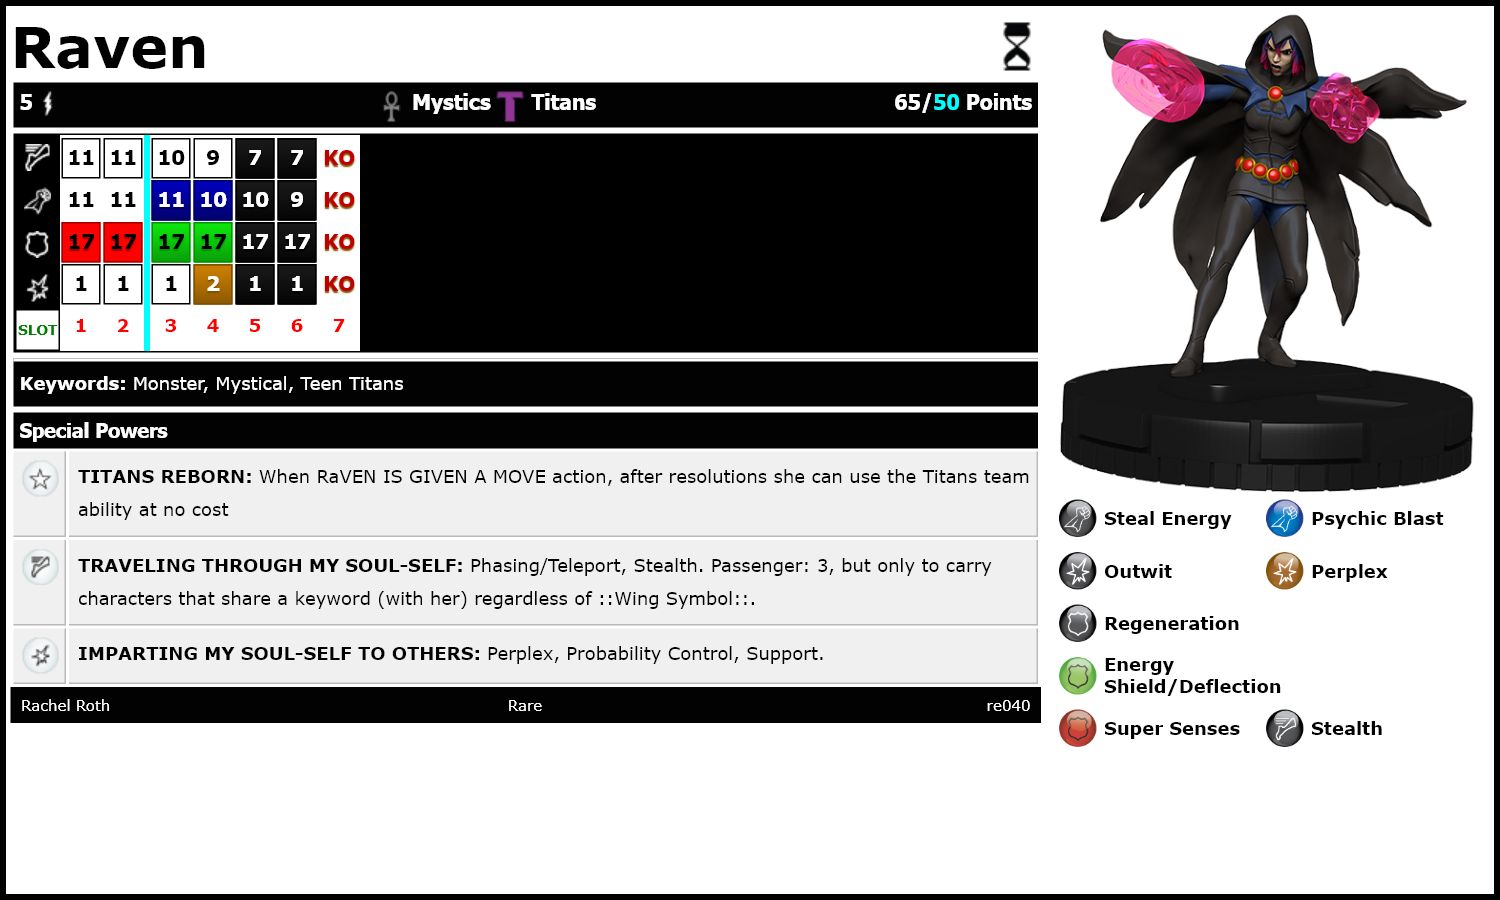 Raven
5 Mystics T Titans 65/50 Points
11 11 10 9 7 7 KO
11 11 11 10 10 9 KO
17 17 17 17 17 17 KO
1 1 1 2 1 1 KO
SLOT 1 2 3 4 5 6 7
Keywords: Monster, Mystical, Teen Titans
Special Powers
TITANS REBORN: When RaVEN IS GIVEN A MOVE action, after resolutions she can use the Titans team
ability at no cost
TRAVELING THROUGH MY SOUL-SELF: Phasing/Teleport, Stealth. Passenger: 3, but only to carry
characters that share a keyword (with her) regardless of ::Wing Symbol::.
IMPARTING MY SOUL-SELF TO OTHERS: Perplex, Probability Control, Support.
Rachel Roth Rare re040
Steal Energy Psychic Blast
Outwit Perplex
Regeneration
Energy
Shield/Deflection
Super Senses Stealth